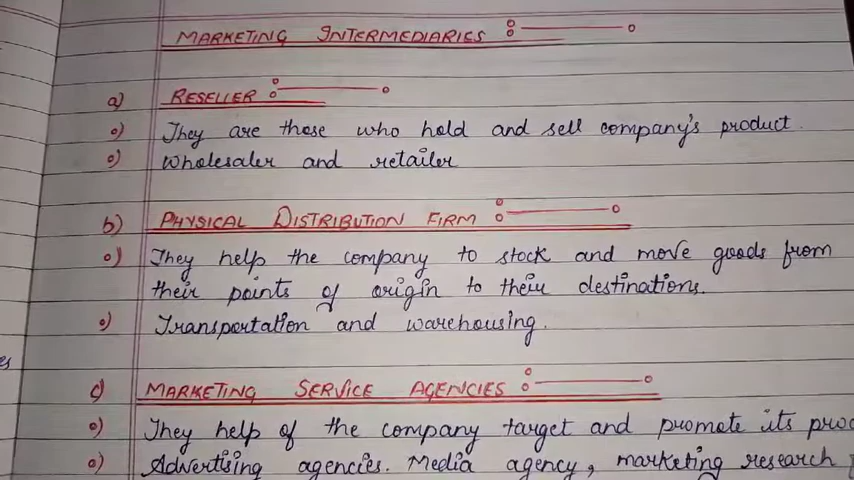 MARKETING INTERMEDIARIES
a) RESELLER
They are those who hold and sell company's product.
Wholesaler and retailer
b) PHYSICAL DISTRIBUTION FIRM
They help the company to stock and move goods from
their points of origin to their destinations.
Transportation and warehousing.
c) MARKETING SERVICE AGENCIES
They help of the company target and promote its
Advertising agencies. Media agency, marketing research